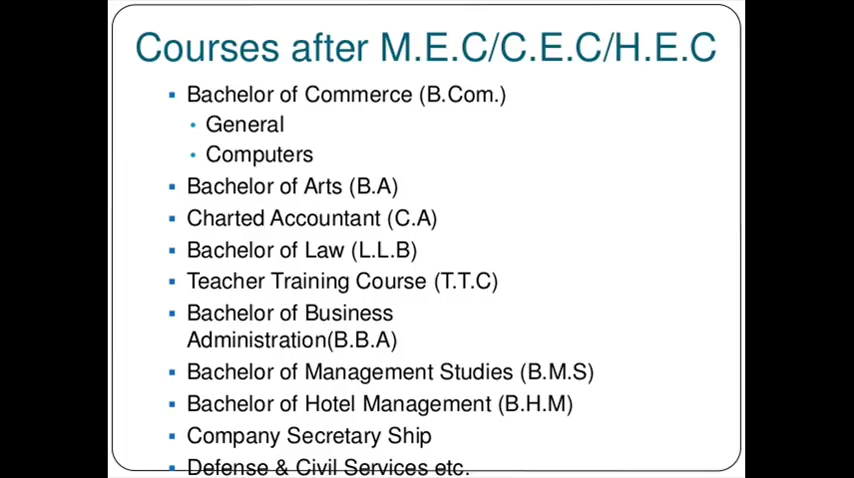 Courses after M.E.C/C.E.C/H.E.C
Bachelor of Commerce (B.Com.)
General
Computers
Bachelor of Arts (B.A)
Charted Accountant (C.A)
Bachelor of Law (L.L.B)
Teacher Training Course (T.T.C)
Bachelor of Business
Administration(B.B.A)
Bachelor of Management Studies (B.M.S)
Bachelor of Hotel Management (B.H.M)
Company Secretary Ship
Defense & Civil Services etc.